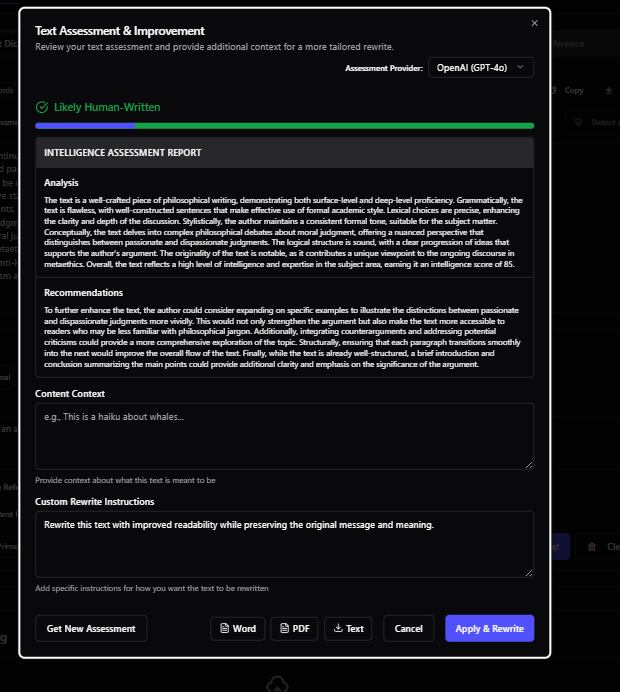 Text Assessment & Improvement
Review your text assessment and provide additional context for a more tailored rewrite.
Assessment Provider: OpenAI (GPT-4o)
Likely Human-Written
INTELLIGENCE ASSESSMENT REPORT
Analysis
The text is a well-crafted piece of philosophical writing, demonstrating both surface-level and deep-level proficiency. Grammatically, the
text is flawless, with well-constructed sentences that make effective use of formal academic style. Lexical choices are precise, enhancing
the clarity and depth of the discussion. Stylistically, the author maintains a consistent formal tone, suitable for the subject matter.
Conceptually, the text delves into complex philosophical debates about moral judgment, offering a nuanced perspective that
distinguishes between passionate and dispassionate judgments. The logical structure is sound, with a clear progression of ideas that
supports the author's argument. The originality of the text is notable, as it contributes a unique viewpoint to the ongoing discourse in
metaethics. Overall, the text reflects a high level of intelligence and expertise in the subject area, earning it an intelligence score of 85.
Recommendations
To further enhance the text, the author could consider expanding on specific examples to illustrate the distinctions between passionate
and dispassionate judgments more vividly. This would not only strengthen the argument but also make the text more accessible to
readers who may be less familiar with philosophical jargon. Additionally, integrating counterarguments and addressing potential
criticisms could provide a more comprehensive exploration of the topic. Structurally, ensuring that each paragraph transitions smoothly
into the next would improve the overall flow of the text. Finally, while the text is already well-structured, a brief introduction and
conclusion summarizing the main points could provide additional clarity and emphasis on the significance of the argument.
Content Context
e.g., This is a haiku about whales...
Provide context about what this text is meant to be
Custom Rewrite Instructions
Rewrite this text with improved readability while preserving the original message and meaning.
Add specific instructions for how you want the text to be rewritten
Get New Assessment Word PDF Text Cancel Apply & Rewrite
Copy